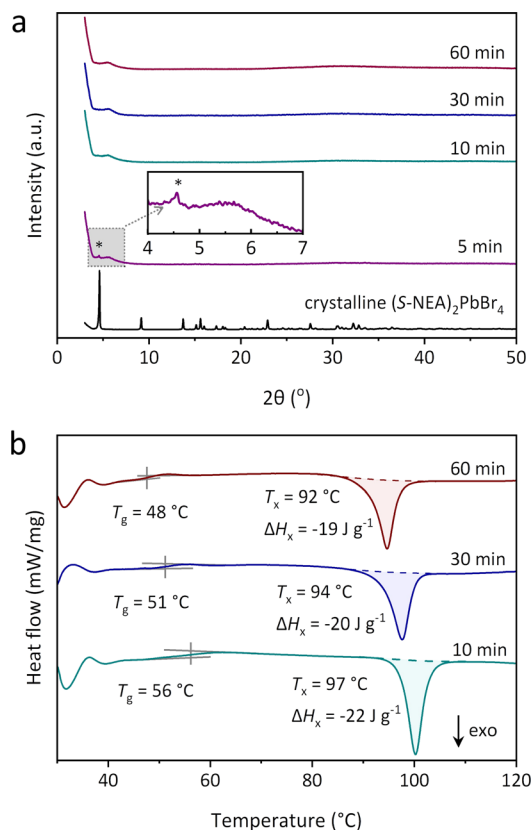 a
60 min
30 min
10 min
*
4 5 6 7
*
5 min
crystalline (S-NEA)₂PbBr₄
0 10 20 30 40 50
2θ (°)
Intensity (a.u.)
b
60 min
Tx = 92 °C
Tg = 48 °C
ΔHx = -19 J g⁻¹
30 min
Tx = 94 °C
Tg = 51 °C
ΔHx = -20 J g⁻¹
10 min
Tx = 97 °C
Tg = 56 °C
ΔHx = -22 J g⁻¹
exo
40 60 80 100 120
Temperature (°C)
Heat flow (mW/mg)